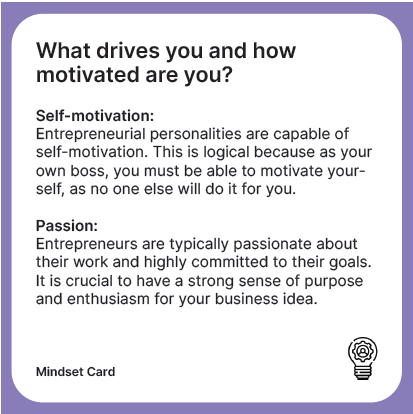 What drives you and how
motivated are you?
Self-motivation:
Entrepreneurial personalities are capable of
self-motivation. This is logical because as your
own boss, you must be able to motivate your-
self, as no one else will do it for you.
Passion:
Entrepreneurs are typically passionate about
their work and highly committed to their goals.
It is crucial to have a strong sense of purpose
and enthusiasm for your business idea.
Mindset Card